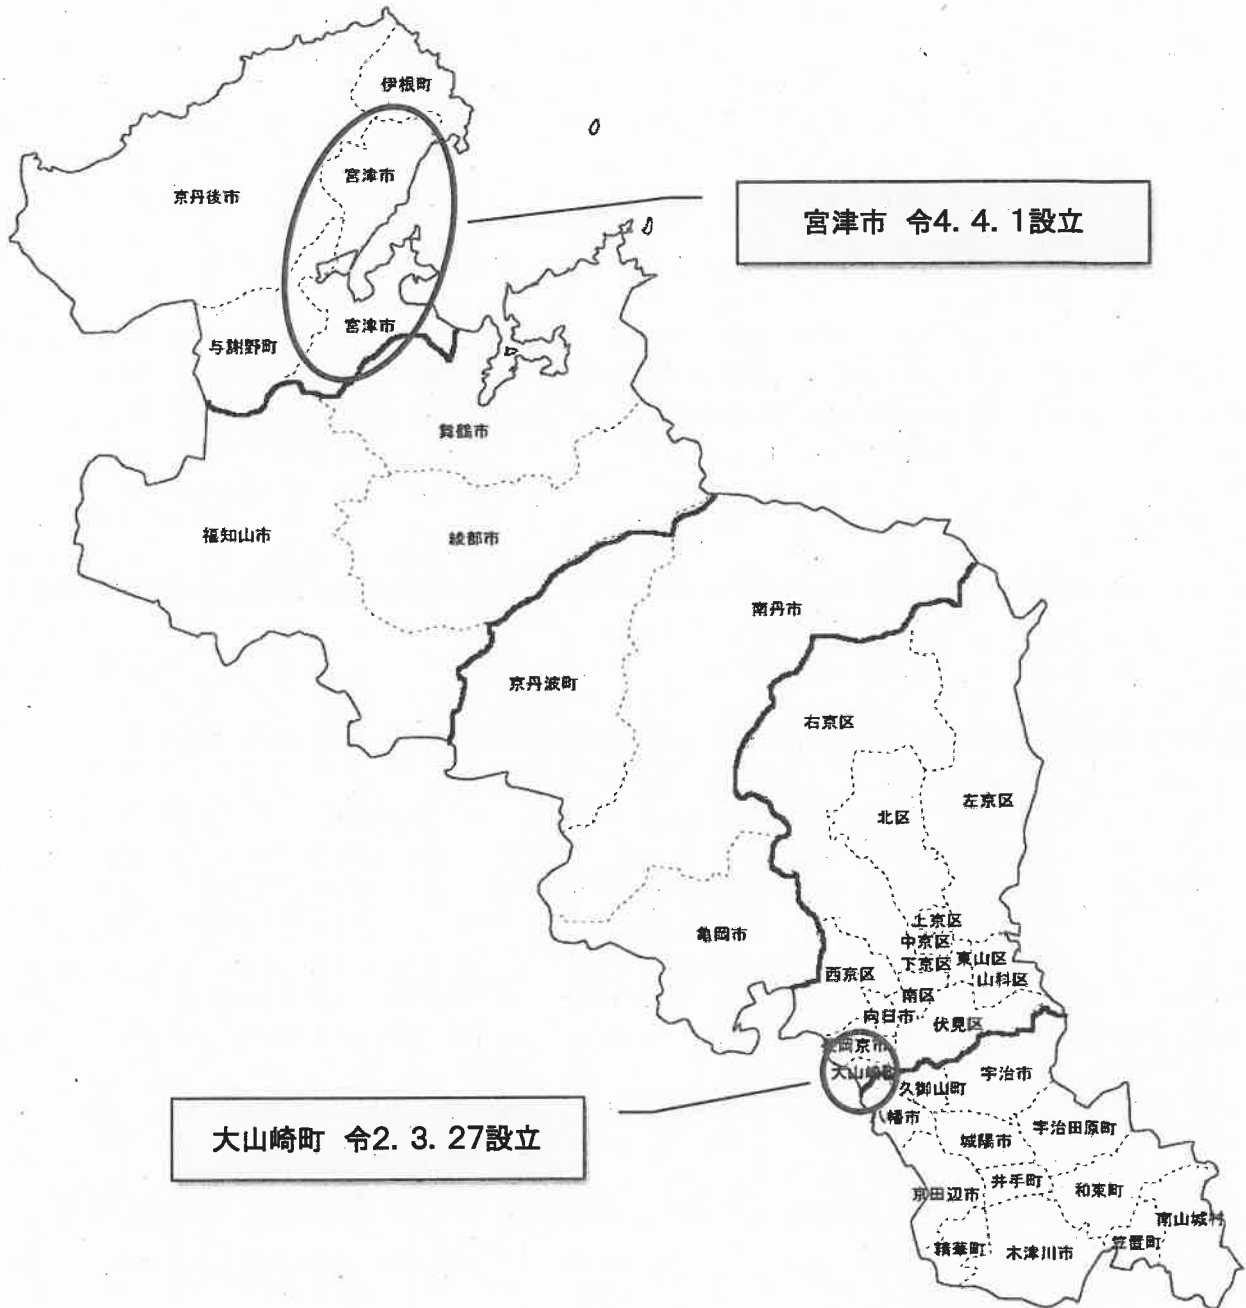 伊根町
宮津市
京丹後市
宮津市 令4. 4. 1設立
宮津市
与謝野町
舞鶴市
福知山市
綾部市
南丹市
京丹波町
右京区
左京区
北区
上京区
亀岡市
中京区
東山区
下京区
西京区
山科区
南区
向日市
伏見区
長岡京市
大山崎町
宇治市
久御山町
八幡市
宇治田原町
大山崎町 令2. 3. 27設立
城陽市
井手町
京田辺市
和束町
南山城村
笠置町
精華町
木津川市